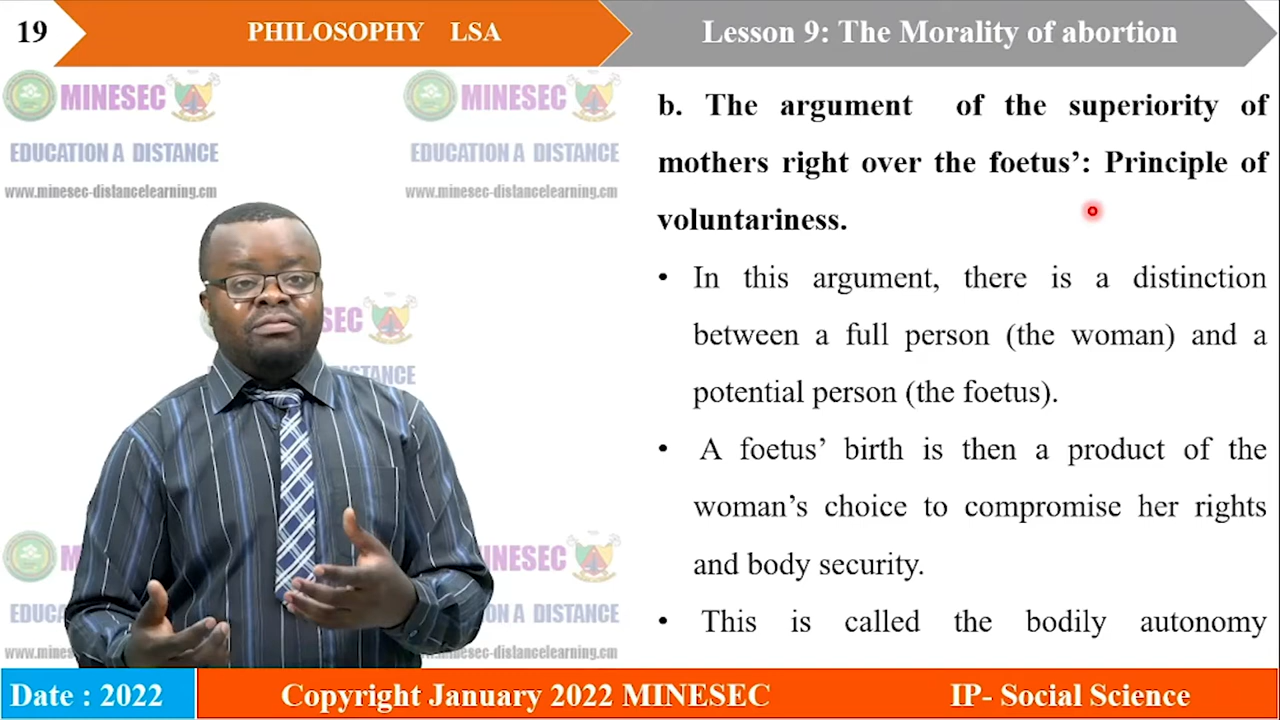 19
PHILOSOPHY LSA
Lesson 9: The Morality of abortion
MINESEC
MINESEC
EDUCATION A DISTANCE
EDUCATION A DISTANCE
www.minesec-distancelearning.cm
www.minesec-distancelearning.cm
b. The argument of the superiority of
mothers right over the foetus’: Principle of
voluntariness.
• In this argument, there is a distinction
between a full person (the woman) and a
potential person (the foetus).
• A foetus’ birth is then a product of the
woman’s choice to compromise her rights
and body security.
• This is called the bodily autonomy
Date : 2022
Copyright January 2022 MINESEC
IP- Social Science